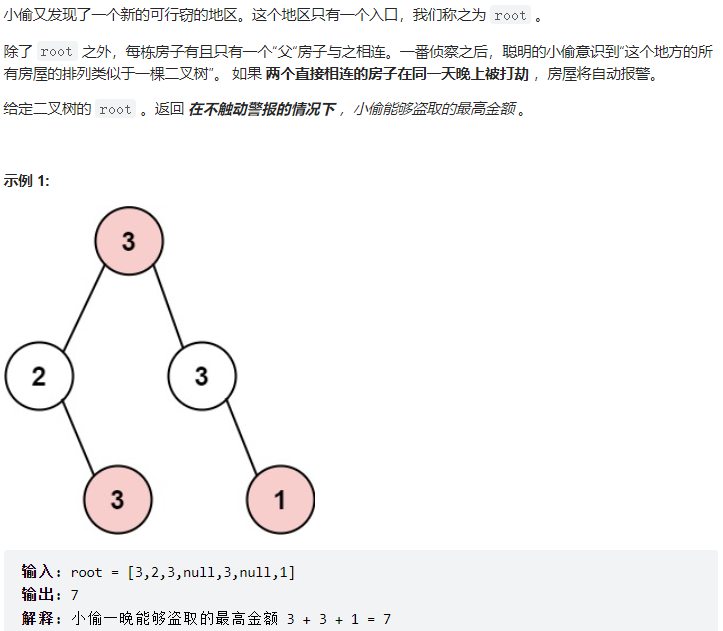 小偷又发现了一个新的可行窃的地区。这个地区只有一个入口，我们称之为 root 。
除了 root 之外，每栋房子有且只有一个“父“房子与之相连。一番侦察之后，聪明的小偷意识到“这个地方的所
有房屋的排列类似于一棵二叉树”。 如果 两个直接相连的房子在同一天晚上被打劫 ，房屋将自动报警。
给定二叉树的 root 。返回 在不触动警报的情况下 ，小偷能够盗取的最高金额 。
示例 1:
3
2
3
3
1
输入: root = [3,2,3,null,3,null,1]
输出: 7
解释: 小偷一晚能够盗取的最高金额 3 + 3 + 1 = 7